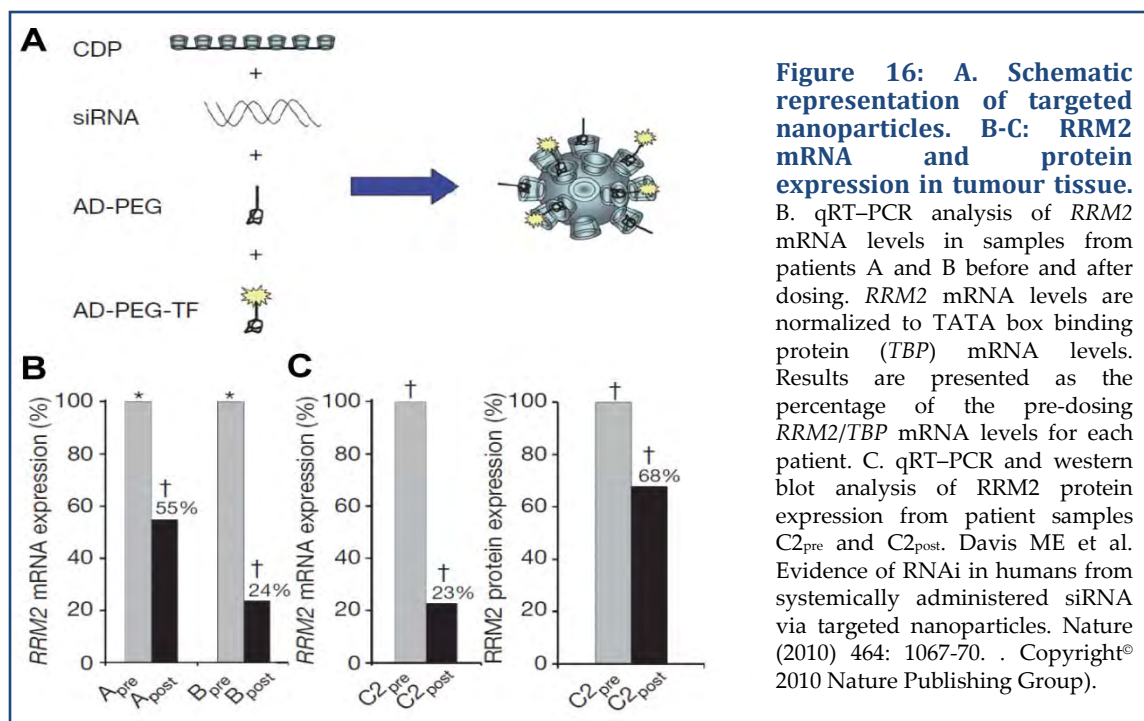 A
CDP
+
siRNA
+
AD-PEG
+
AD-PEG-TF
B
RRM2 mRNA expression (%)
100
80
60
40
20
0
*
†
55%
*
†
24%
Apre
Apost
Bpre
Bpost
C
RRM2 mRNA expression (%)
100
80
60
40
20
0
†
†
23%
C2pre
C2post
RRM2 protein expression (%)
100
80
60
40
20
0
†
†
68%
C2pre
C2post
Figure 16: A. Schematic
representation of targeted
nanoparticles. B-C: RRM2
mRNA and protein
expression in tumour tissue.
B. qRT–PCR analysis of RRM2
mRNA levels in samples from
patients A and B before and after
dosing. RRM2 mRNA levels are
normalized to TATA box binding
protein (TBP) mRNA levels.
Results are presented as the
percentage of the pre-dosing
RRM2/TBP mRNA levels for each
patient. C. qRT–PCR and western
blot analysis of RRM2 protein
expression from patient samples
C2pre and C2post. Davis ME et al.
Evidence of RNAi in humans from
systemically administered siRNA
via targeted nanoparticles. Nature
(2010) 464: 1067-70. . Copyright©
2010 Nature Publishing Group).